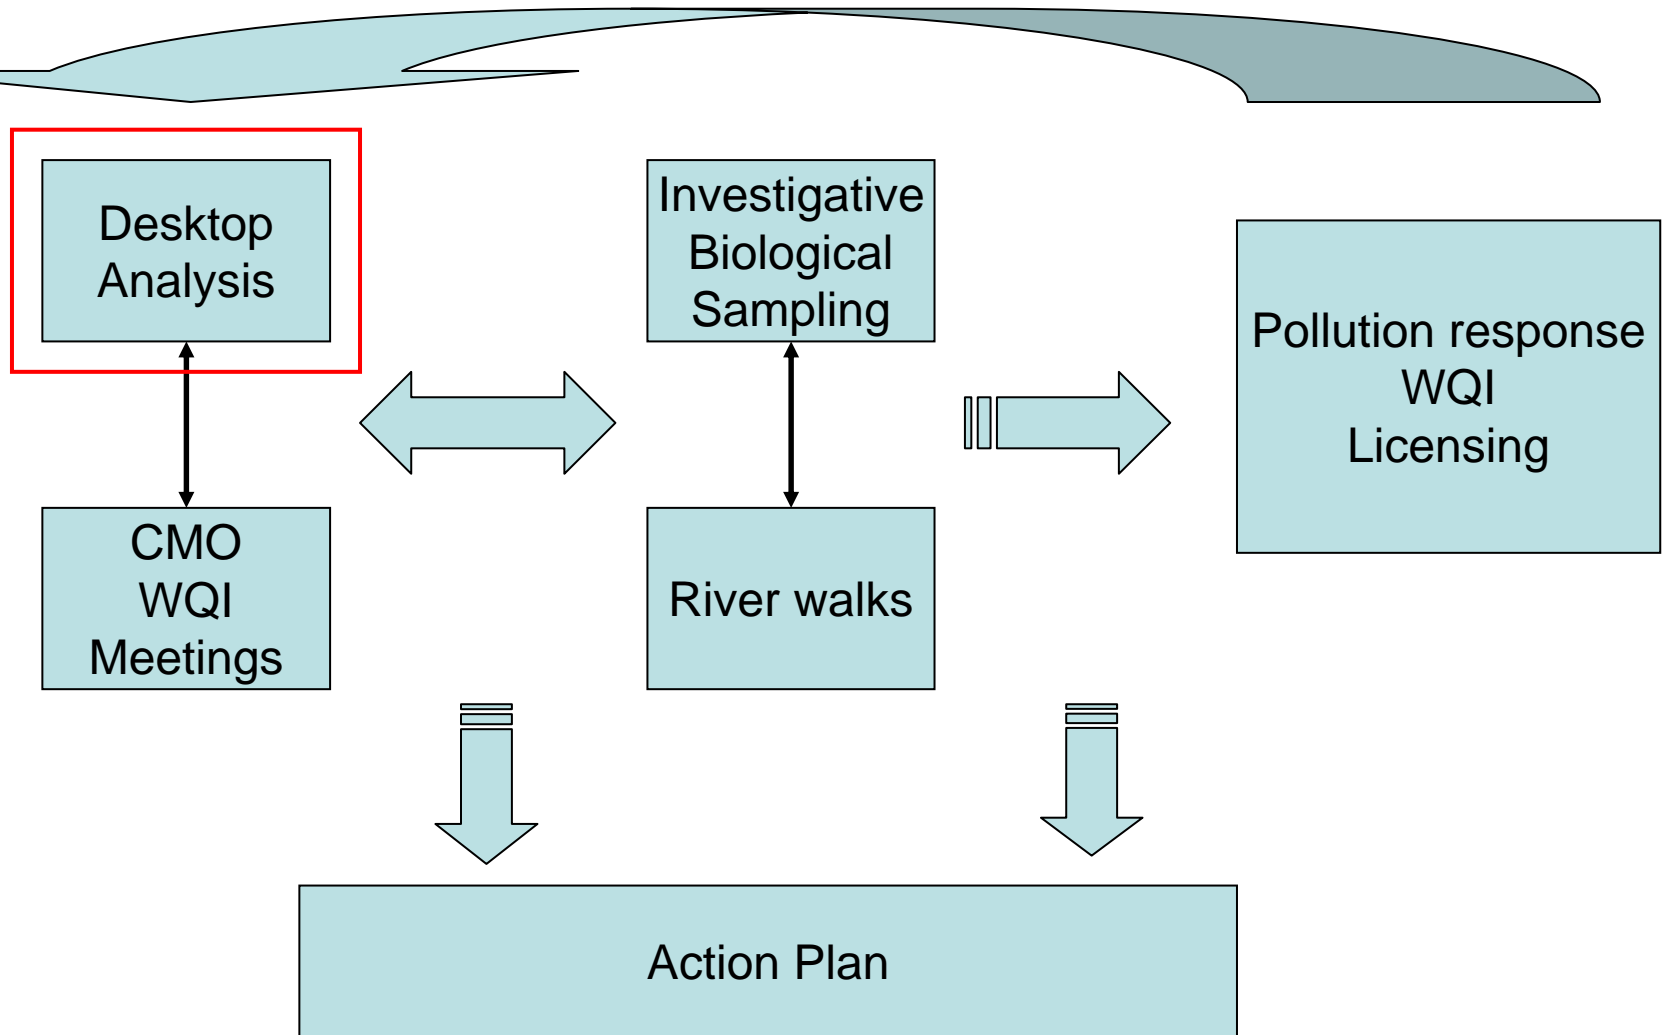 Desktop
Analysis
Investigative
Biological
Sampling
Pollution response
WQI
Licensing
CMO
WQI
Meetings
River walks
Action Plan